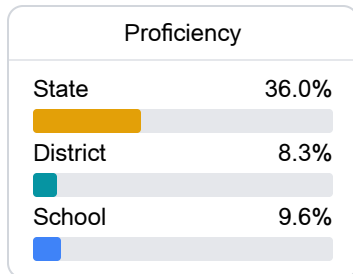 Proficiency
State 36.0%
District 8.3%
School 9.6%